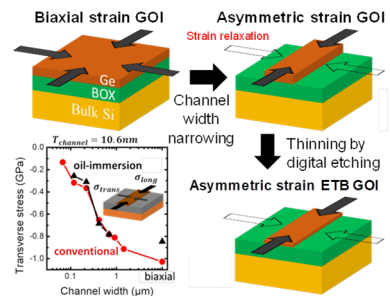 Biaxial strain GOI
Asymmetric strain GOI
Strain relaxation
Ge
BOX
Bulk Si
Channel
width
narrowing
Thinning by
digital etching
Asymmetric strain ETB GOI
T_channel = 10.6nm
0.0
-0.2
-0.4
-0.6
-0.8
-1.0
Transverse stress (GPa)
oil-immersion
σ_long
σ_trans
conventional
0.1
1
biaxial
Channel width (μm)